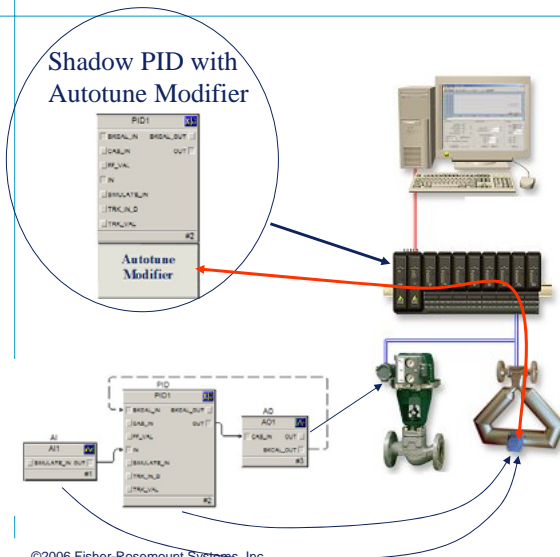 Shadow PID with
Autotune Modifier
PID1
BKCAL_IN BKCAL_OUT
CAS_IN OUT
FF_VAL
IN
SIMULATE_IN
TRK_IN_D
TRK_VAL
#2
Autotune
Modifier
PID
PID1
BKCAL_IN BKCAL_OUT
CAS_IN OUT
FF_VAL
IN
SIMULATE_IN
TRK_IN_D
TRK_VAL
#2
AO
AO1
CAS_IN OUT
BKCAL_OUT
#3
AI
AI1
SIMULATE_IN OUT
#1
©2006 Fisher-Rosemount Systems, Inc.